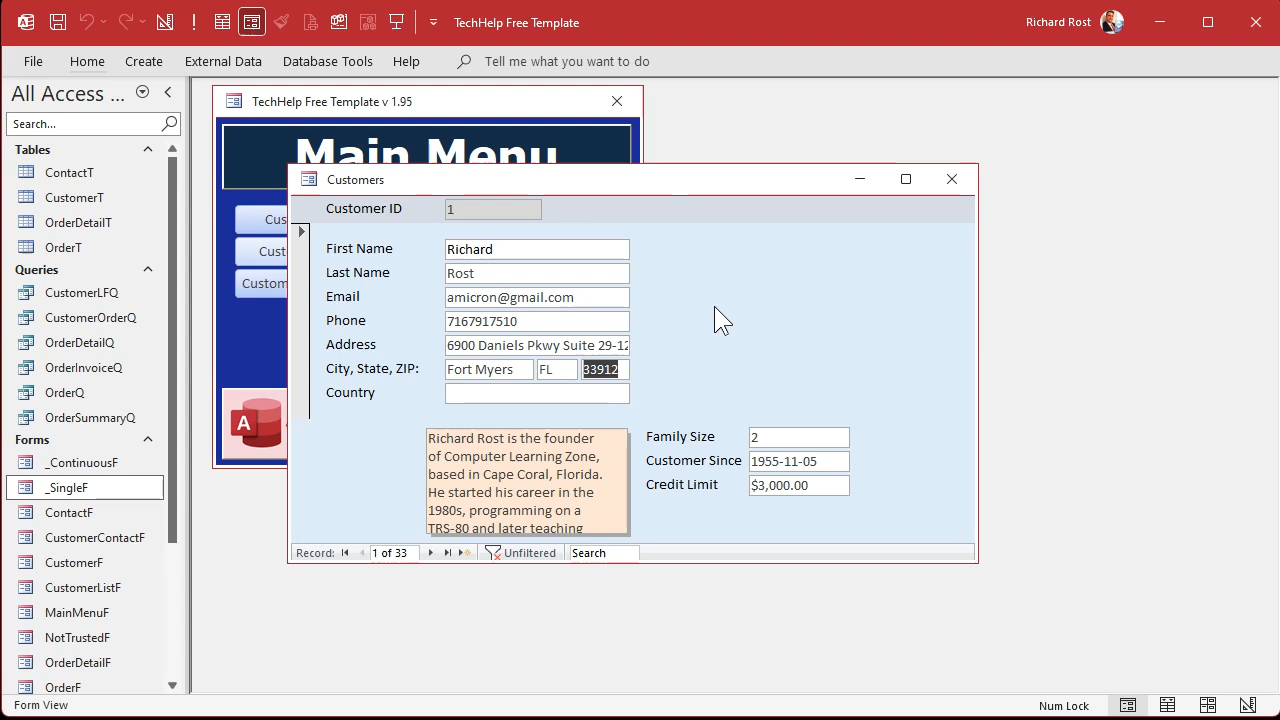 TechHelp Free Template
Richard Rost
File
Home
Create
External Data
Database Tools
Help
Tell me what you want to do
All Access ...
Search...
Tables
ContactT
CustomerT
OrderDetailT
OrderT
Queries
CustomerLFQ
CustomerOrderQ
OrderDetailQ
OrderInvoiceQ
OrderQ
OrderSummaryQ
Forms
_ContinuousF
_SingleF
ContactF
CustomerContactF
CustomerF
CustomerListF
MainMenuF
NotTrustedF
OrderDetailF
OrderF
TechHelp Free Template v 1.95
Main Menu
Cus
Cust
Custom
A
Customers
Customer ID 1
First Name Richard
Last Name Rost
Email amicron@gmail.com
Phone 7167917510
Address 6900 Daniels Pkwy Suite 29-12
City, State, ZIP: Fort Myers FL 33912
Country
Richard Rost is the founder
of Computer Learning Zone,
based in Cape Coral, Florida.
He started his career in the
1980s, programming on a
TRS-80 and later teaching
Family Size 2
Customer Since 1955-11-05
Credit Limit $3,000.00
Record: 1 of 33 Unfiltered Search
Form View
Num Lock